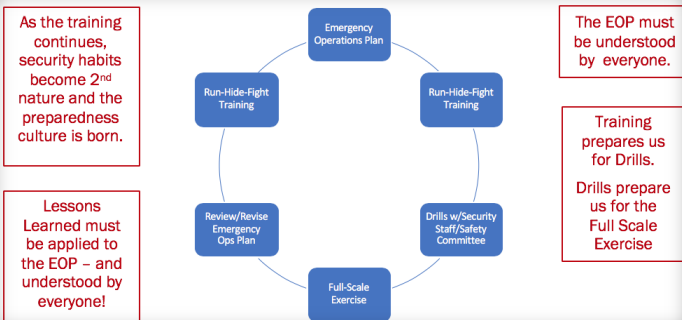 As the training
continues,
security habits
become 2nd
nature and the
preparedness
culture is born.
Emergency
Operations Plan
The EOP must
be understood
by everyone.
Run-Hide-Fight
Training
Run-Hide-Fight
Training
Training
prepares us
for Drills.
Drills prepare
us for the
Full Scale
Exercise
Lessons
Learned must
be applied to
the EOP – and
understood by
everyone!
Review/Revise
Emergency
Ops Plan
Drills w/Security
Staff/Safety
Committee
Full-Scale
Exercise